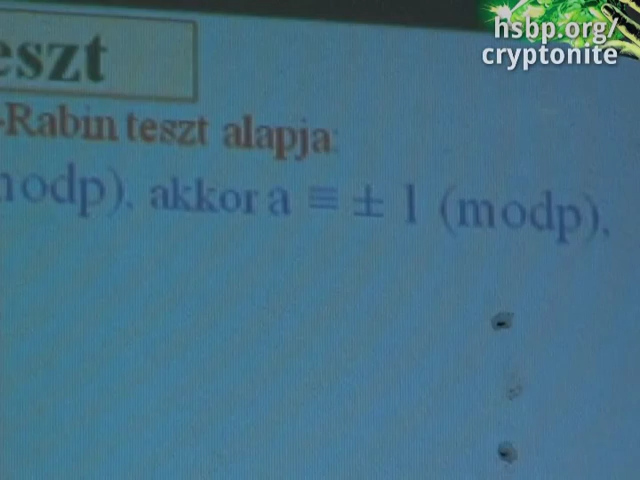 hsbp.org/
cryptonite
eszt
-Rabin teszt alapja:
modp), akkor a ≡ ± 1 (modp),